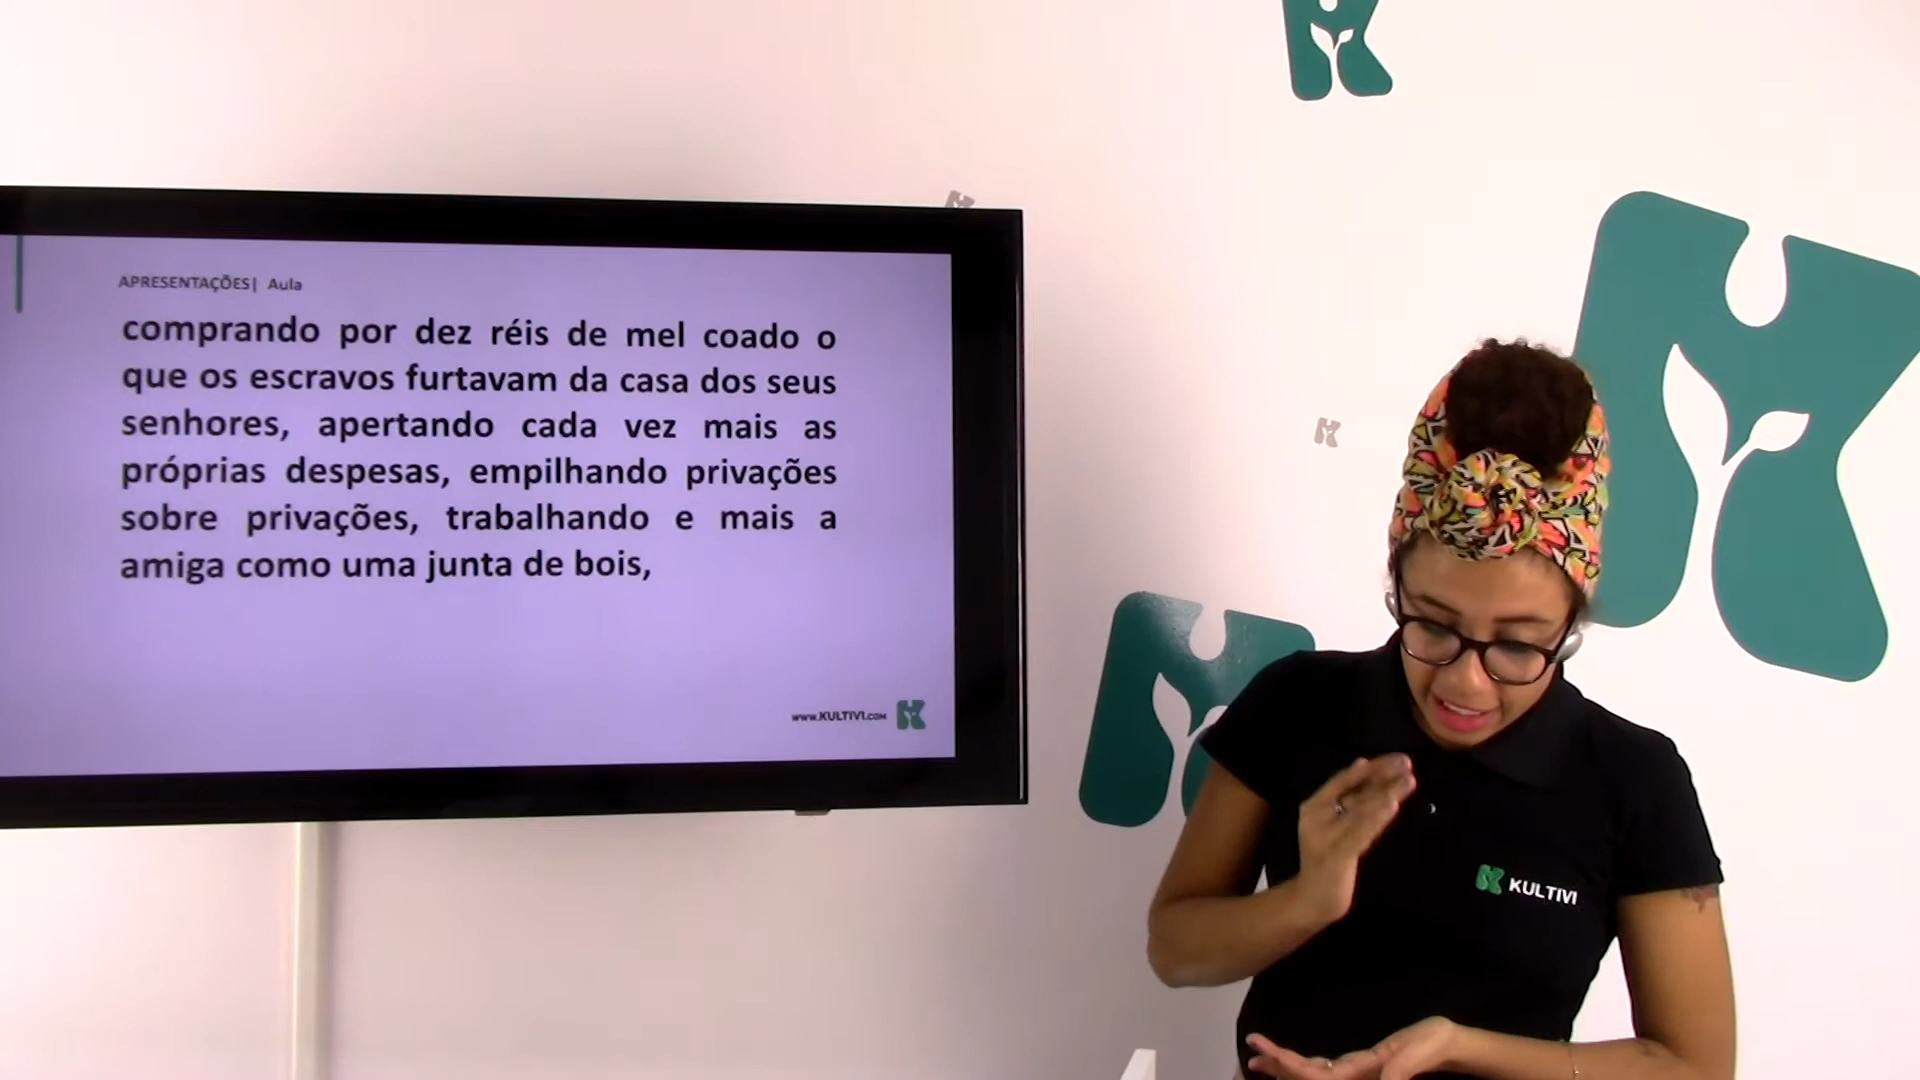 APRESENTAÇÕES| Aula
comprando por dez réis de mel coado o
que os escravos furtavam da casa dos seus
senhores, apertando cada vez mais as
próprias despesas, empilhando privações
sobre privações, trabalhando e mais a
amiga como uma junta de bois,
www.KULTIVI.COM
KULTIVI